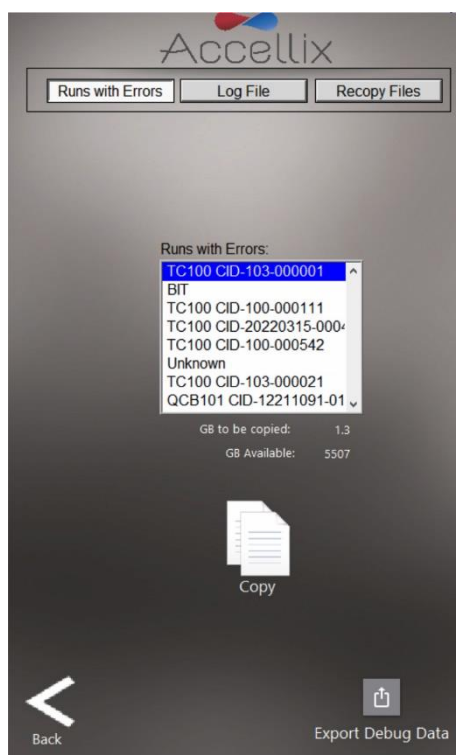 Accellix
Runs with Errors Log File Recopy Files
Runs with Errors:
TC100 CID-103-000001
BIT
TC100 CID-100-000111
TC100 CID-20220315-0004
TC100 CID-100-000542
Unknown
TC100 CID-103-000021
QCB101 CID-12211091-01
GB to be copied: 1.3
GB Available: 5507
Copy
Back
Export Debug Data